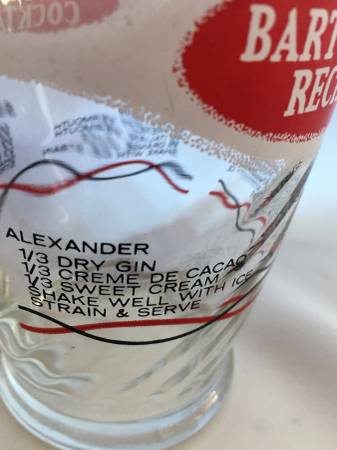 COCKTA
BART
REC
ALEXANDER
1/3 DRY GIN
1/3 CREME DE CACAO
1/3 SWEET CREAM
SHAKE WELL WITH ICE
STRAIN & SERVE